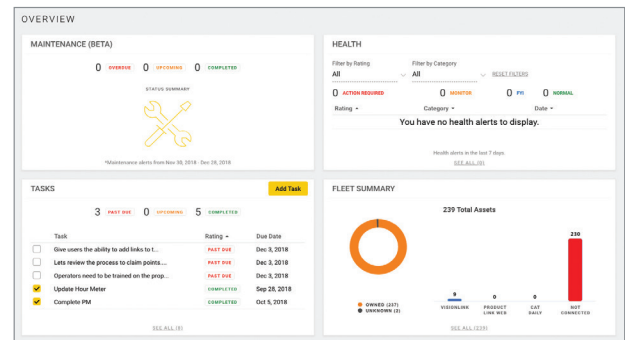 OVERVIEW
MAINTENANCE (BETA)
0 OVERDUE 0 UPCOMING 0 COMPLETED
STATUS SUMMARY
*Maintenance alerts from Nov 28, 2018 - Dec 28, 2018
HEALTH
Filter by Rating Filter by Category
All All RESET FILTERS
0 ACTION REQUIRED 0 MONITOR 0 FYI 0 NORMAL
Rating Category Date
You have no health alerts to display.
Health alerts in the last 7 days.
SEE ALL (0)
TASKS Add Task
3 PAST DUE 0 UPCOMING 5 COMPLETED
Task Rating Due Date
Give users the ability to add links to t... PAST DUE Dec 3, 2018
Lets review the process to claim points.... PAST DUE Dec 3, 2018
Operators need to be trained on the prop... PAST DUE Dec 3, 2018
Update Hour Meter COMPLETED Sep 28, 2018
Complete PM COMPLETED Oct 5, 2018
SEE ALL (8)
FLEET SUMMARY
239 Total Assets
OWNED (237)
UNKNOWN (2)
9 0 0 230
VISIONLINK PRODUCT LINK WEB CAT DAILY NOT CONNECTED
SEE ALL (239)